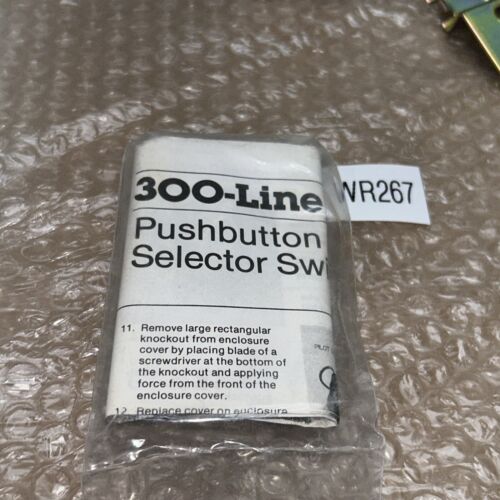 300-Line
WR267
Pushbutton
Selector Swi
11. Remove large rectangular
knockout from enclosure
cover by placing blade of a
screwdriver at the bottom of
the knockout and applying
force from the front of the
enclosure cover.
12. Replace cover on enclosure
PILOT